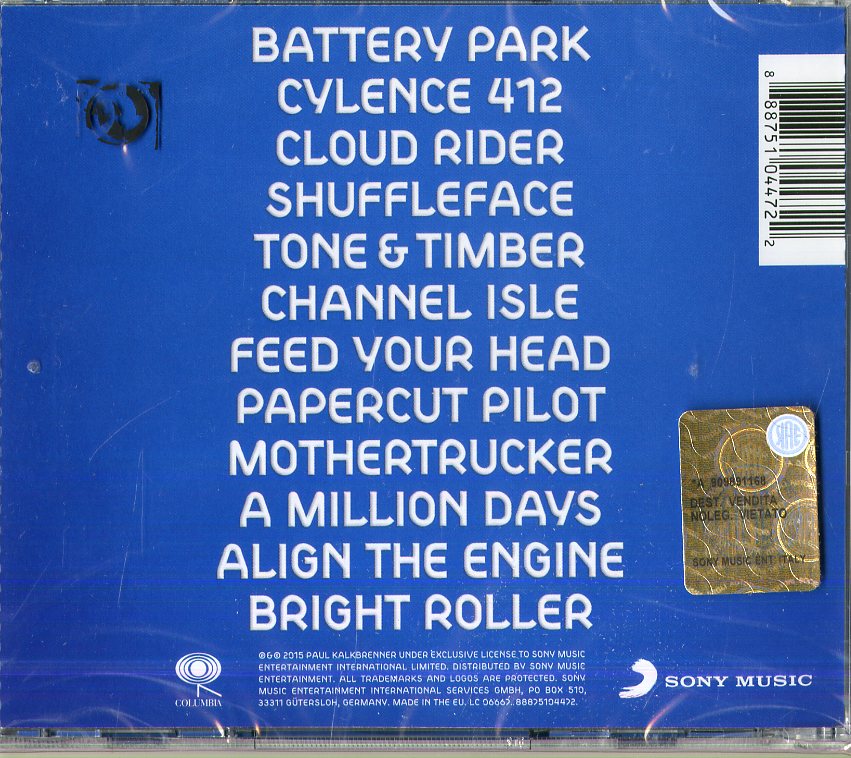 BATTERY PARK
CYLENCE 412
CLOUD RIDER
SHUFFLEFACE
TONE & TIMBER
CHANNEL ISLE
FEED YOUR HEAD
PAPERCUT PILOT
MOTHERTRUCKER
A MILLION DAYS
ALIGN THE ENGINE
BRIGHT ROLLER
8 88751 04472 2
*A 809891168
DEST. VENDITA
NOLEG. VIETATO
SONY MUSIC ENT. ITALY
COLUMBIA
℗&© 2015 PAUL KALKBRENNER UNDER EXCLUSIVE LICENSE TO SONY MUSIC
ENTERTAINMENT INTERNATIONAL LIMITED. DISTRIBUTED BY SONY MUSIC
ENTERTAINMENT. ALL TRADEMARKS AND LOGOS ARE PROTECTED. SONY
MUSIC ENTERTAINMENT INTERNATIONAL SERVICES GMBH, PO BOX 510,
33311 GÜTERSLOH, GERMANY. MADE IN THE EU. LC 06662. 88875104472.
SONY MUSIC